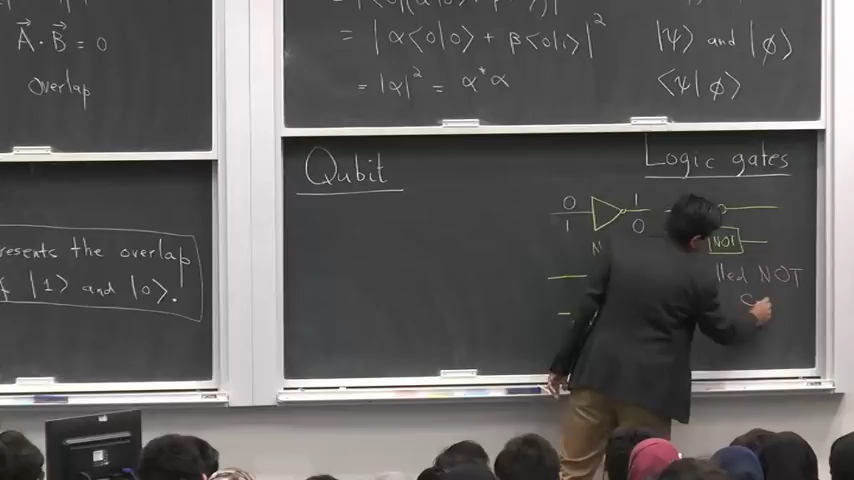 A⃗ · B⃗ = 0
Overlap
resents the overlap
|1> and |0>.
= |α<0|0> + β<0|1>|²
= |α|² = α*α
|ψ> and |φ>
<ψ|φ>
Qubit
Logic gates
0 1
1 0
NOT
lled NOT